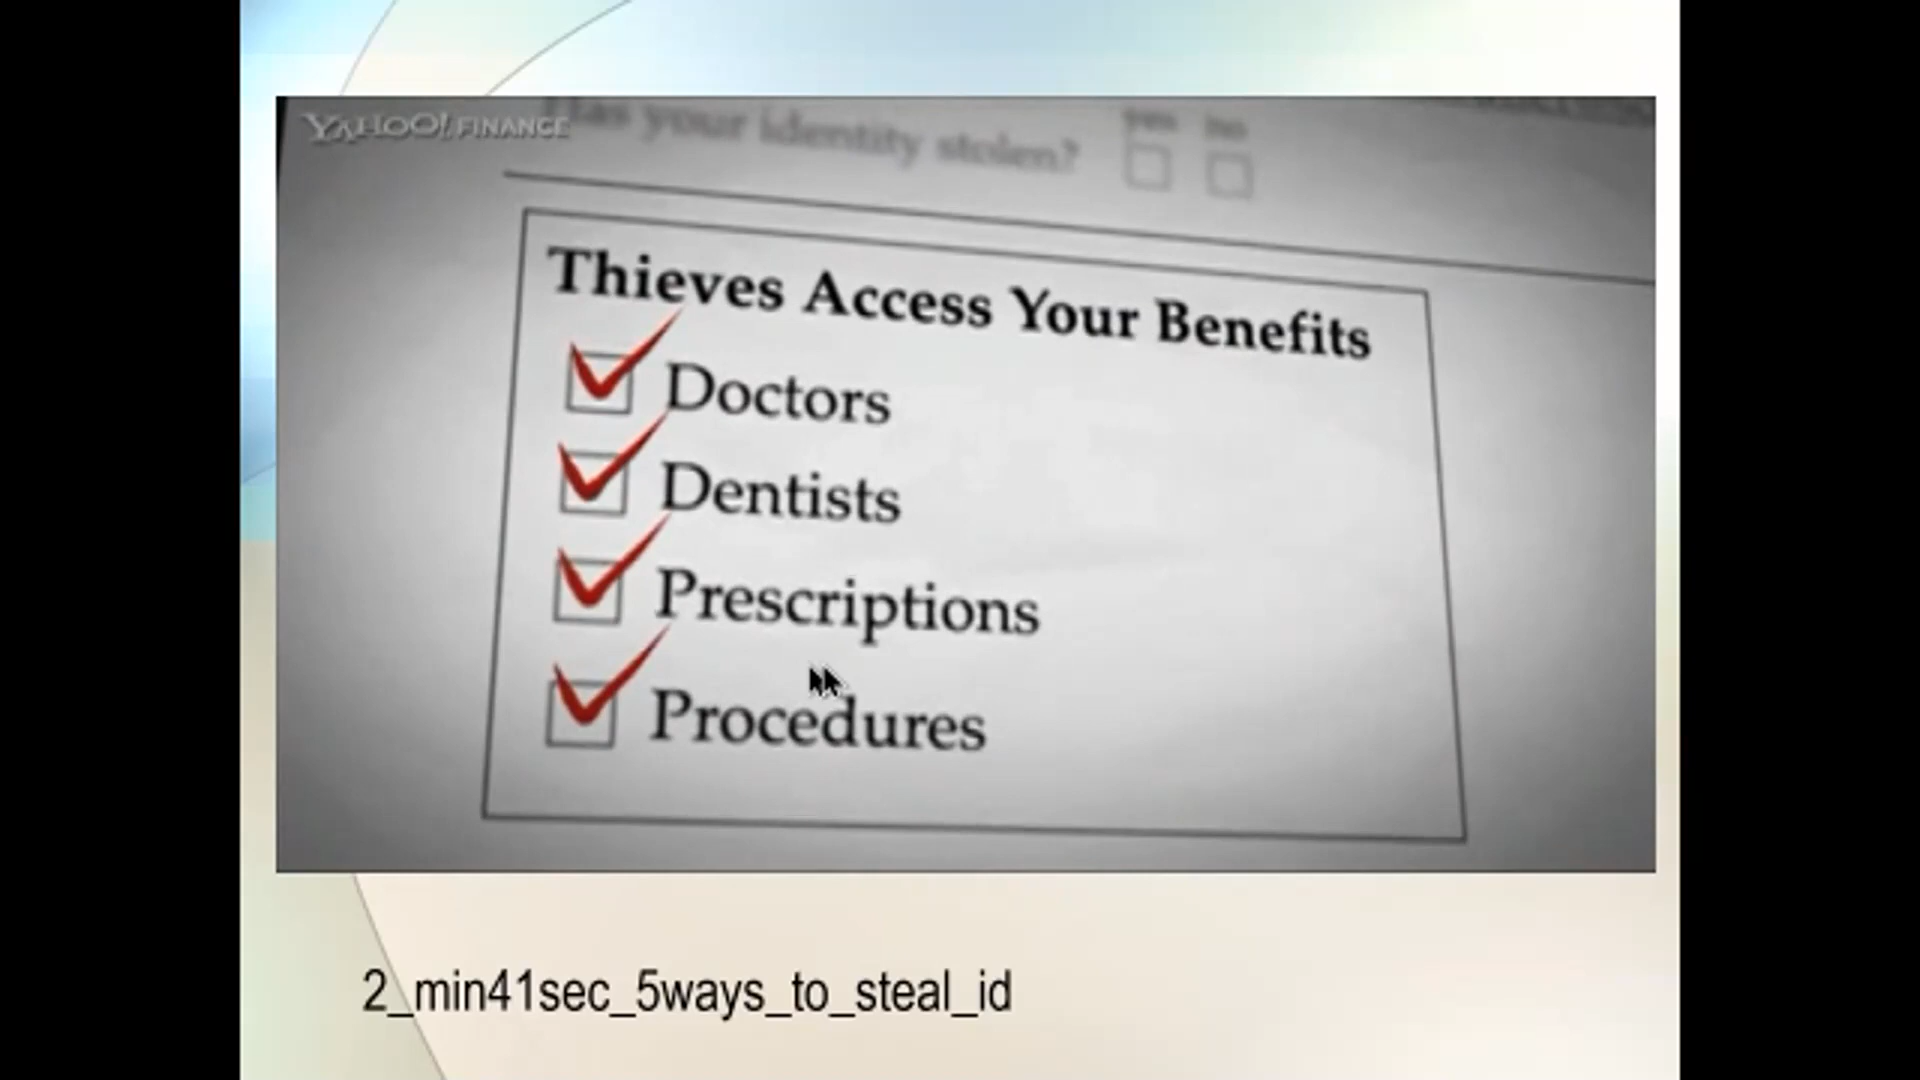 YAHOO! FINANCE
Has your identity stolen?
yes no
Thieves Access Your Benefits
Doctors
Dentists
Prescriptions
Procedures
2_min41sec_5ways_to_steal_id